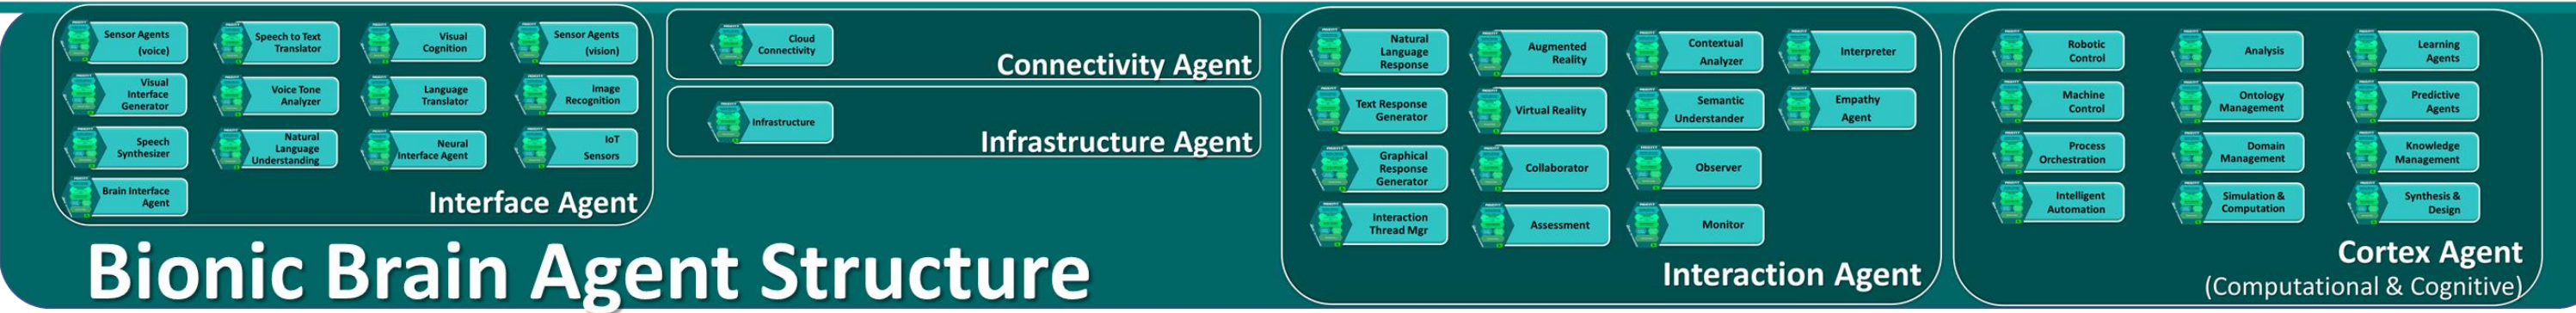 Sensor Agents
(voice)
Speech to Text
Translator
Visual
Cognition
Sensor Agents
(vision)
Visual
Interface
Generator
Voice Tone
Analyzer
Language
Translator
Image
Recognition
Speech
Synthesizer
Natural
Language
Understanding
Neural
Interface Agent
IoT
Sensors
Brain Interface
Agent
Interface Agent
Cloud
Connectivity
Connectivity Agent
Infrastructure
Infrastructure Agent
Bionic Brain Agent Structure
Natural
Language
Response
Augmented
Reality
Contextual
Analyzer
Interpreter
Text Response
Generator
Virtual Reality
Semantic
Understander
Empathy
Agent
Graphical
Response
Generator
Collaborator
Observer
Interaction
Thread Mgr
Assessment
Monitor
Interaction Agent
Robotic
Control
Analysis
Learning
Agents
Machine
Control
Ontology
Management
Predictive
Agents
Process
Orchestration
Domain
Management
Knowledge
Management
Intelligent
Automation
Simulation &
Computation
Synthesis &
Design
Cortex Agent
(Computational & Cognitive)